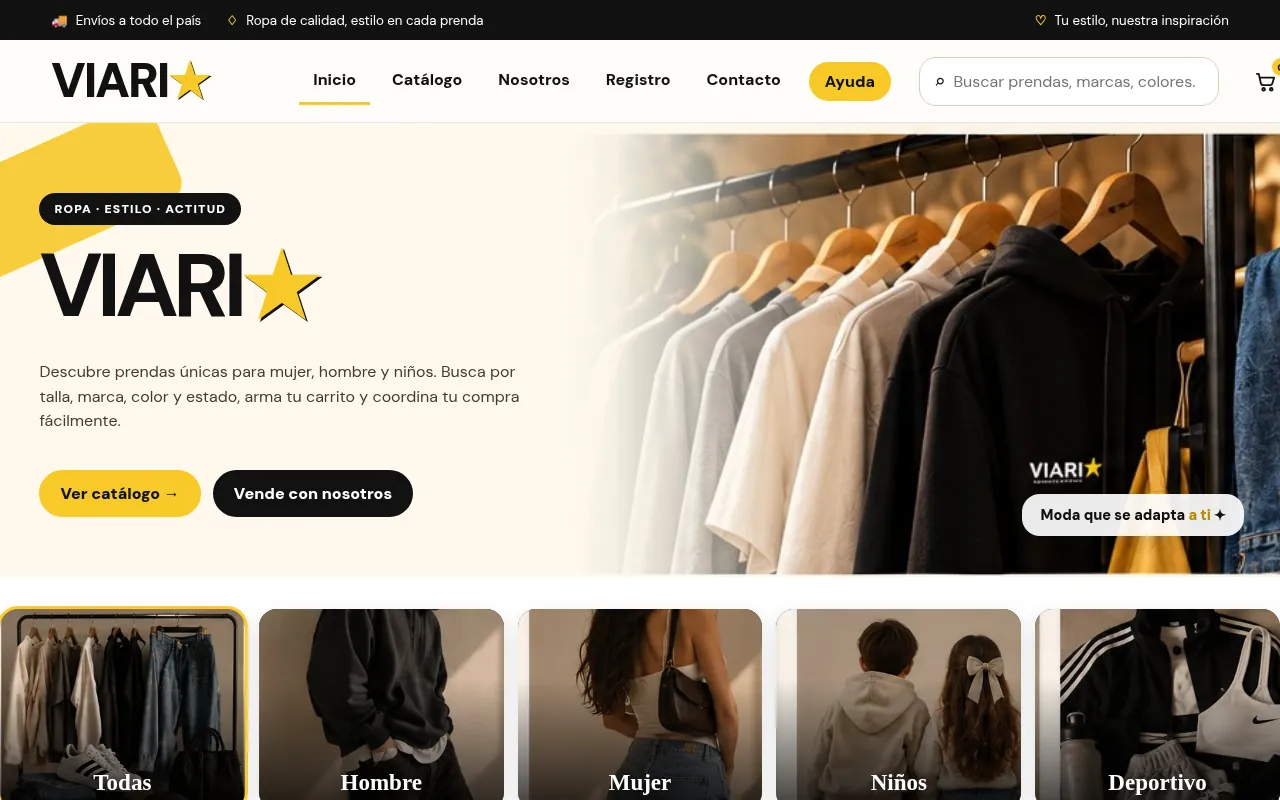 🚚 Envíos a todo el país
♢ Ropa de calidad, estilo en cada prenda
♡ Tu estilo, nuestra inspiración
VIARI
Inicio
Catálogo
Nosotros
Registro
Contacto
Ayuda
Buscar prendas, marcas, colores.
ROPA · ESTILO · ACTITUD
VIARI
Descubre prendas únicas para mujer, hombre y niños. Busca por
talla, marca, color y estado, arma tu carrito y coordina tu compra
fácilmente.
Ver catálogo →
Vende con nosotros
VIARI
Moda que se adapta a ti ✦
Todas
Hombre
Mujer
Niños
Deportivo